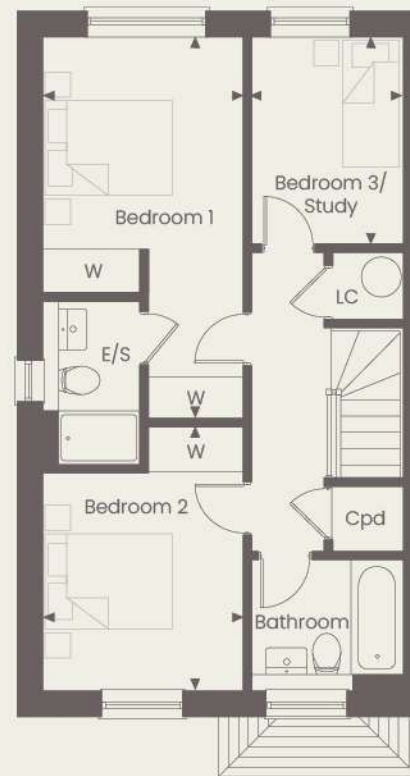 Bedroom 3/
Study
Bedroom 1
W
LC
E/S
W
W
Bedroom 2
Cpd
Bathroom